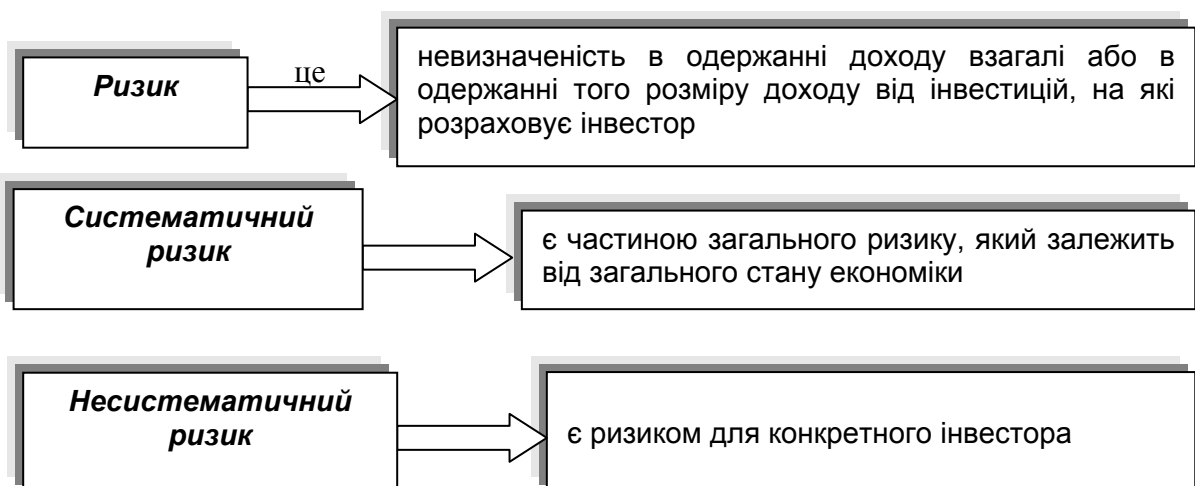 Ризик
це
невизначеність в одержанні доходу взагалі або в
одержанні того розміру доходу від інвестицій, на які
розраховує інвестор
Систематичний
ризик
є частиною загального ризику, який залежить
від загального стану економіки
Несистематичний
ризик
є ризиком для конкретного інвестора